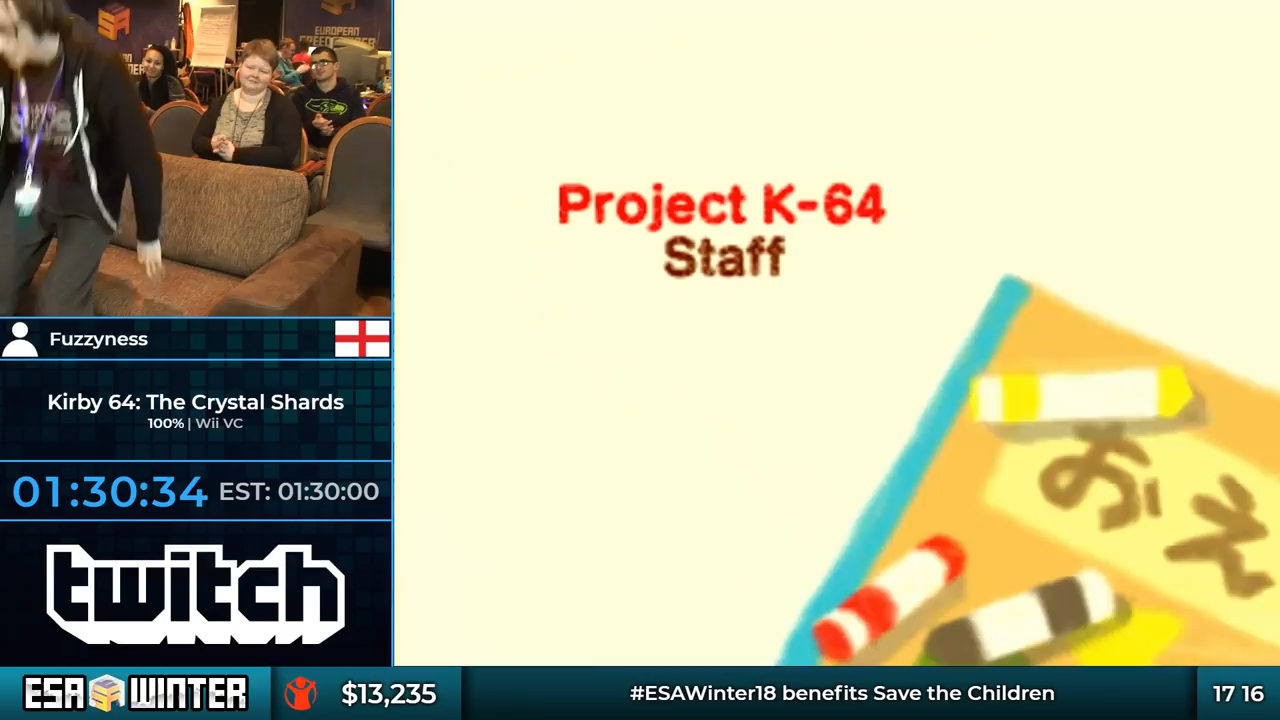 EUROPEAN
Project K-64
Staff
おえ
Fuzzyness
Kirby 64: The Crystal Shards
100% | Wii VC
01:30:34 EST: 01:30:00
twitch
ESA WINTER
$13,235
#ESAWinter18 benefits Save the Children
17 16